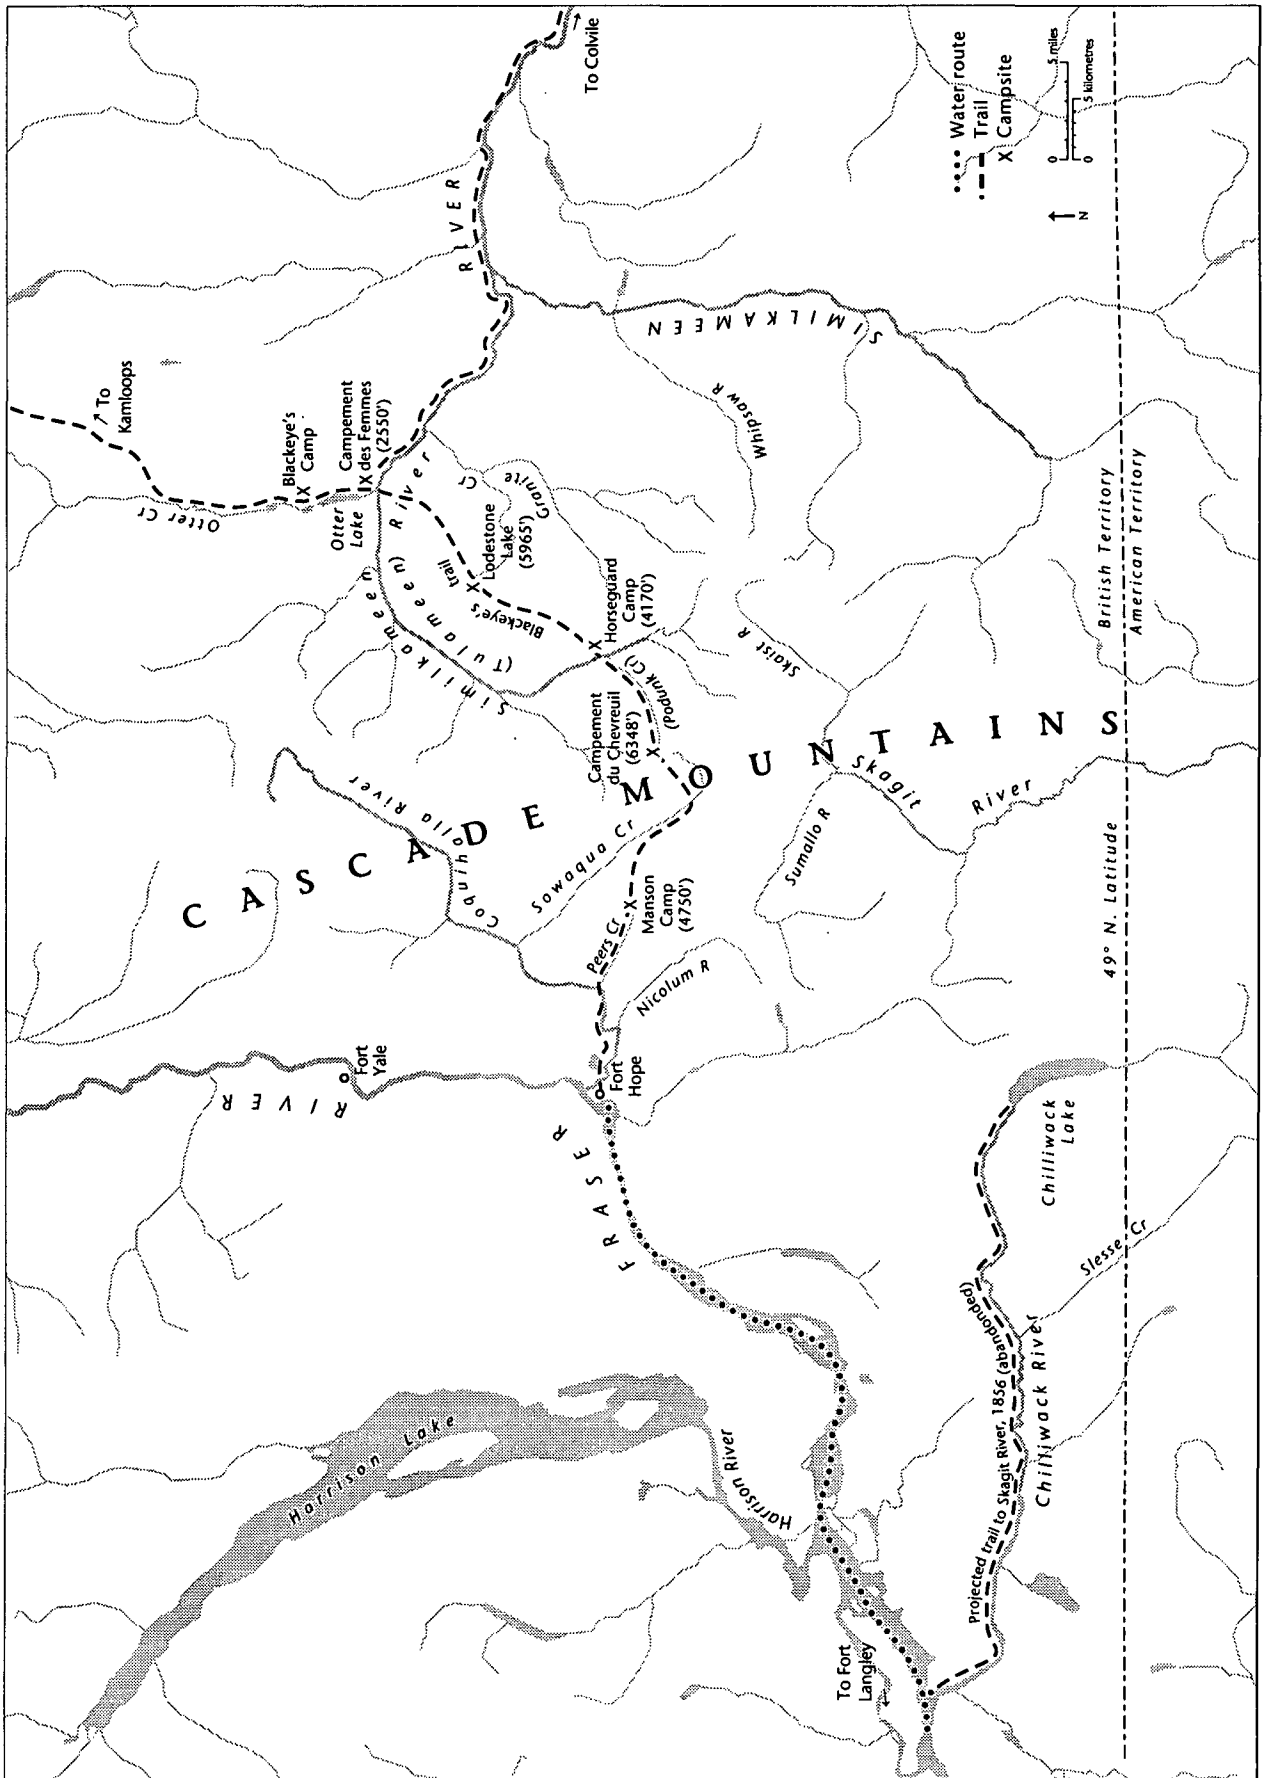 To Colvile
5 miles
5 kilometres
0
0
•••• Water route
Trail
X Campsite
N
RIVER
SIMILKAMEEN
Whipsaw R
To
Kamloops
Blackeye's
Camp
Campement
des Femmes
(2550')
Otter Cr
Otter
Lake
Similkameen
(Tulameen) River
Blackeye's trail
Lodestone
Lake
(5965')
Granite Cr
Horseguard
Camp
(4170')
(Podunk Cr)
Campement
du Chevreuil
(6348')
Skaist R
British Territory
American Territory
CASCADE MOUNTAINS
Coquihalla River
Sowaqua Cr
Manson
Camp
(4750')
Peers Cr
Nicolum R
Sumallo R
Skagit
River
49° N. Latitude
Fort
Yale
Fort
Hope
FRASER
RIVER
Harrison Lake
Harrison River
Chilliwack
Lake
Slesse Cr
Projected trail to Skagit River, 1856 (abandonded)
Chilliwack River
To Fort
Langley